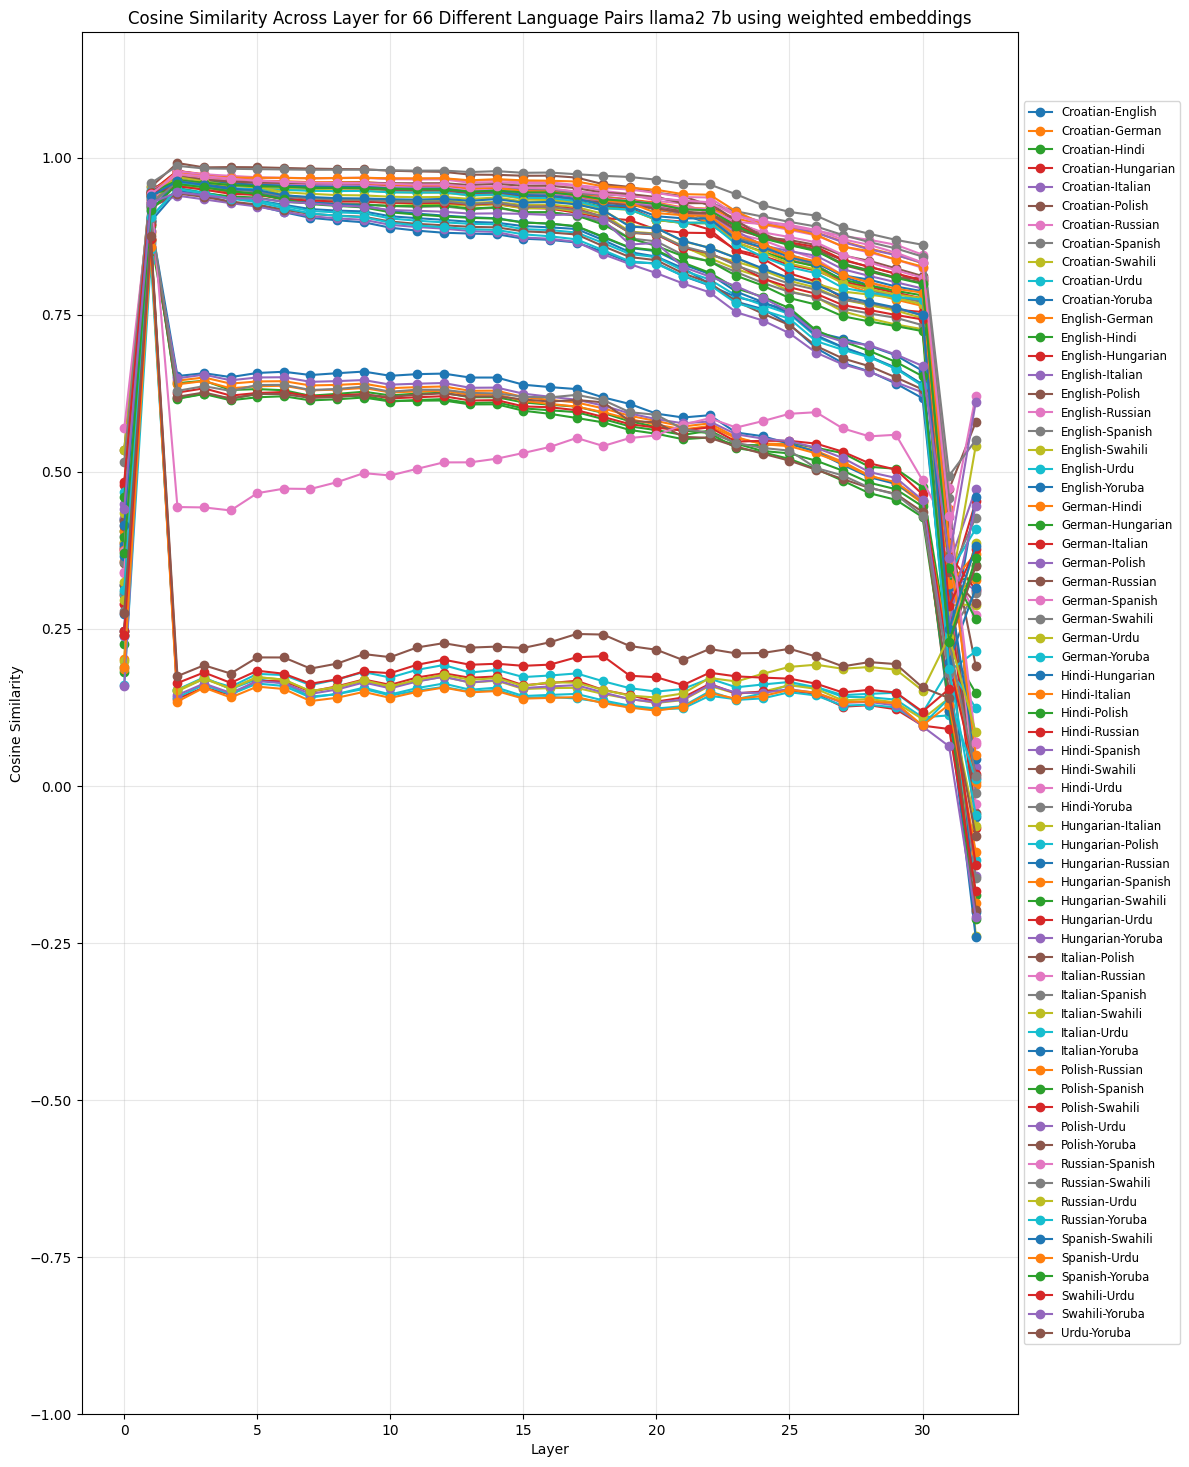 Cosine Similarity Across Layer for 66 Different Language Pairs llama2 7b using weighted embeddings
Cosine Similarity
1.00
0.75
0.50
0.25
0.00
−0.25
−0.50
−0.75
−1.00
0
5
10
15
20
25
30
Layer
Croatian-English
Croatian-German
Croatian-Hindi
Croatian-Hungarian
Croatian-Italian
Croatian-Polish
Croatian-Russian
Croatian-Spanish
Croatian-Swahili
Croatian-Urdu
Croatian-Yoruba
English-German
English-Hindi
English-Hungarian
English-Italian
English-Polish
English-Russian
English-Spanish
English-Swahili
English-Urdu
English-Yoruba
German-Hindi
German-Hungarian
German-Italian
German-Polish
German-Russian
German-Spanish
German-Swahili
German-Urdu
German-Yoruba
Hindi-Hungarian
Hindi-Italian
Hindi-Polish
Hindi-Russian
Hindi-Spanish
Hindi-Swahili
Hindi-Urdu
Hindi-Yoruba
Hungarian-Italian
Hungarian-Polish
Hungarian-Russian
Hungarian-Spanish
Hungarian-Swahili
Hungarian-Urdu
Hungarian-Yoruba
Italian-Polish
Italian-Russian
Italian-Spanish
Italian-Swahili
Italian-Urdu
Italian-Yoruba
Polish-Russian
Polish-Spanish
Polish-Swahili
Polish-Urdu
Polish-Yoruba
Russian-Spanish
Russian-Swahili
Russian-Urdu
Russian-Yoruba
Spanish-Swahili
Spanish-Urdu
Spanish-Yoruba
Swahili-Urdu
Swahili-Yoruba
Urdu-Yoruba